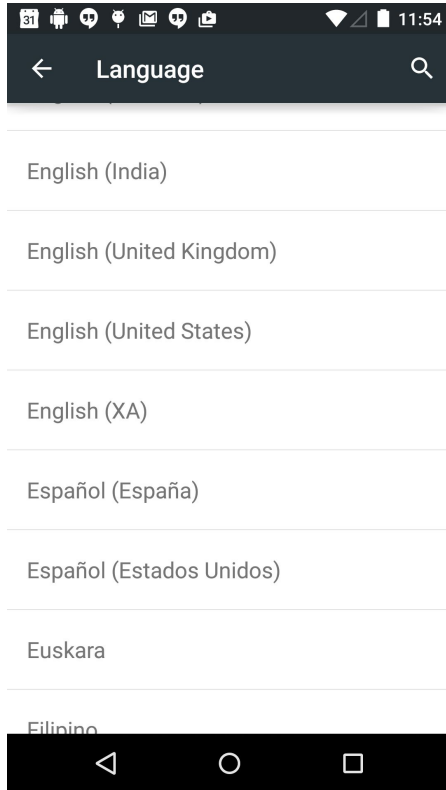 31 11:54
Language
English (India)
English (United Kingdom)
English (United States)
English (XA)
Español (España)
Español (Estados Unidos)
Euskara
Filipino